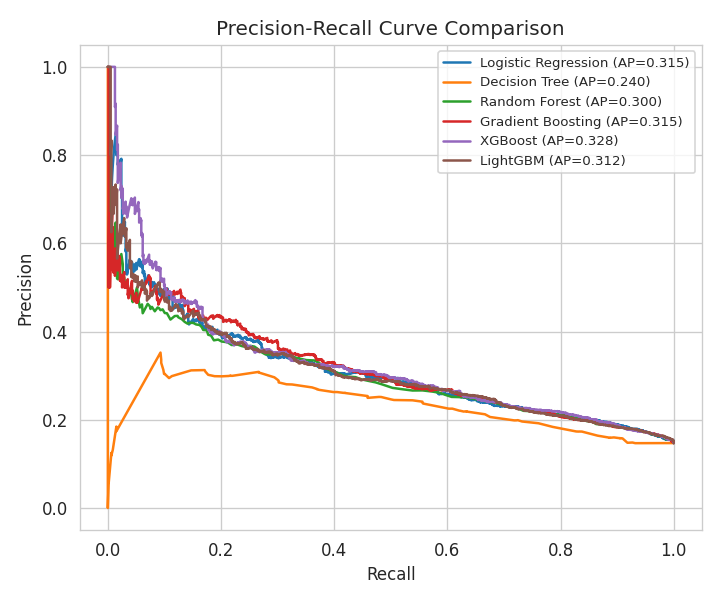 Precision-Recall Curve Comparison
Logistic Regression (AP=0.315)
Decision Tree (AP=0.240)
Random Forest (AP=0.300)
Gradient Boosting (AP=0.315)
XGBoost (AP=0.328)
LightGBM (AP=0.312)
Precision
1.0
0.8
0.6
0.4
0.2
0.0
0.0 0.2 0.4 0.6 0.8 1.0
Recall